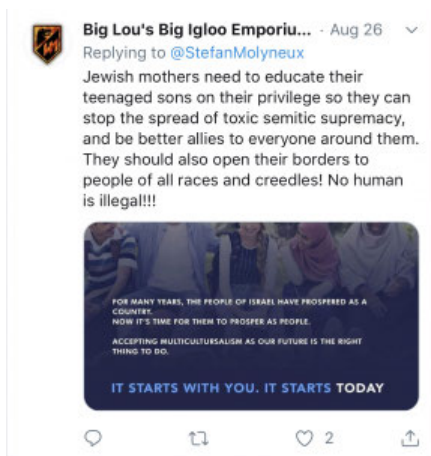 Big Lou's Big Igloo Emporiu... · Aug 26
Replying to @StefanMolyneux
Jewish mothers need to educate their
teenaged sons on their privilege so they can
stop the spread of toxic semitic supremacy,
and be better allies to everyone around them.
They should also open their borders to
people of all races and creedles! No human
is illegal!!!
FOR MANY YEARS, THE PEOPLE OF ISRAEL HAVE PROSPERED AS A
COUNTRY.
NOW IT'S TIME FOR THEM TO PROSPER AS PEOPLE.
ACCEPTING MULTICULTURSALISM AS OUR FUTURE IS THE RIGHT
THING TO DO.
IT STARTS WITH YOU. IT STARTS TODAY
2